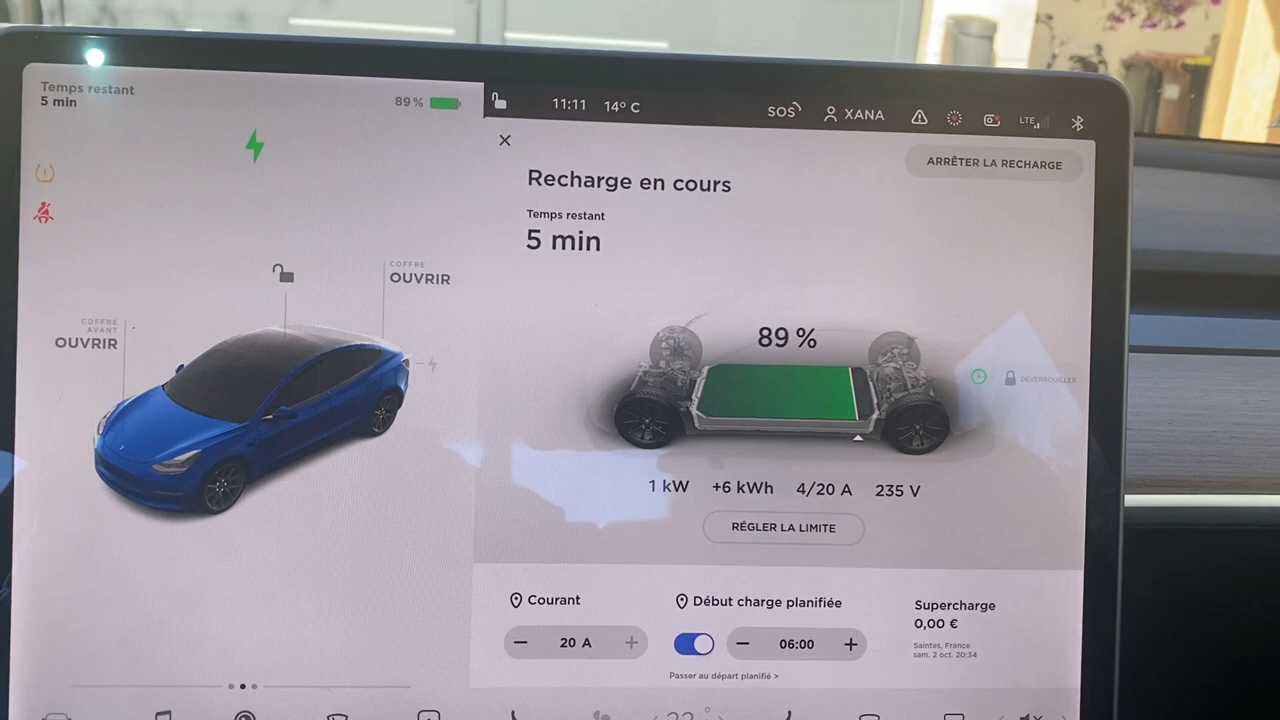 Temps restant
5 min
89 %
11:11 14° C
SOS
XANA
LTE
ARRÊTER LA RECHARGE
Recharge en cours
Temps restant
5 min
COFFRE
OUVRIR
COFFRE
AVANT
OUVRIR
89 %
DÉVERROUILLER
1 kW +6 kWh 4/20 A 235 V
RÉGLER LA LIMITE
Courant
− 20 A +
Début charge planifiée
− 06:00 +
Passer au départ planifié >
Supercharge
0,00 €
Saintes, France
sam. 2 oct. 20:34